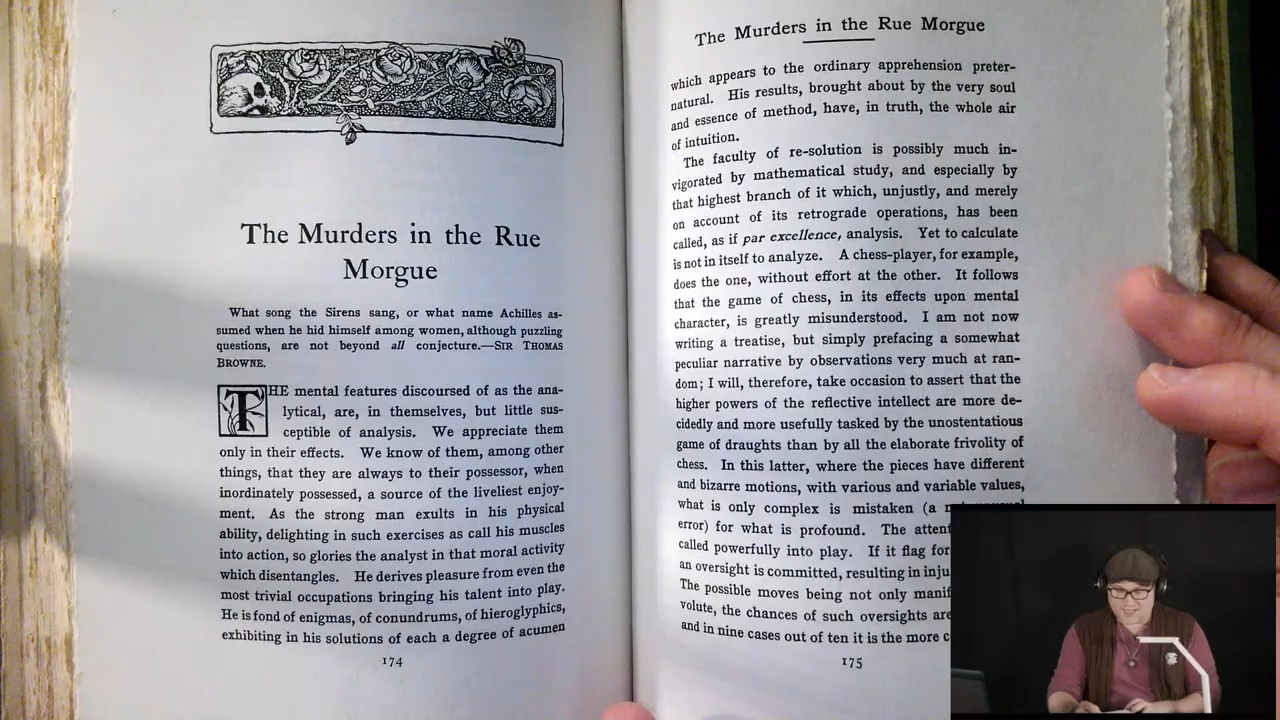 The Murders in the Rue
Morgue
What song the Sirens sang, or what name Achilles as-
sumed when he hid himself among women, although puzzling
questions, are not beyond all conjecture.—SIR THOMAS
BROWNE.
THE mental features discoursed of as the ana-
lytical, are, in themselves, but little sus-
ceptible of analysis. We appreciate them
only in their effects. We know of them, among other
things, that they are always to their possessor, when
inordinately possessed, a source of the liveliest enjoy-
ment. As the strong man exults in his physical
ability, delighting in such exercises as call his muscles
into action, so glories the analyst in that moral activity
which disentangles. He derives pleasure from even the
most trivial occupations bringing his talent into play.
He is fond of enigmas, of conundrums, of hieroglyphics,
exhibiting in his solutions of each a degree of acumen
174
The Murders in the Rue Morgue
which appears to the ordinary apprehension preter-
natural. His results, brought about by the very soul
and essence of method, have, in truth, the whole air
of intuition.
The faculty of re-solution is possibly much in-
vigorated by mathematical study, and especially by
that highest branch of it which, unjustly, and merely
on account of its retrograde operations, has been
called, as if par excellence, analysis. Yet to calculate
is not in itself to analyze. A chess-player, for example,
does the one, without effort at the other. It follows
that the game of chess, in its effects upon mental
character, is greatly misunderstood. I am not now
writing a treatise, but simply prefacing a somewhat
peculiar narrative by observations very much at ran-
dom; I will, therefore, take occasion to assert that the
higher powers of the reflective intellect are more de-
cidedly and more usefully tasked by the unostentatious
game of draughts than by all the elaborate frivolity of
chess. In this latter, where the pieces have different
and bizarre motions, with various and variable values,
what is only complex is mistaken (a
error) for what is profound. The
called powerfully into play. If it flag for
an oversight is committed, resulting in
The possible moves being not only
volute, the chances of such oversights are
and in nine cases out of ten it is the more
175